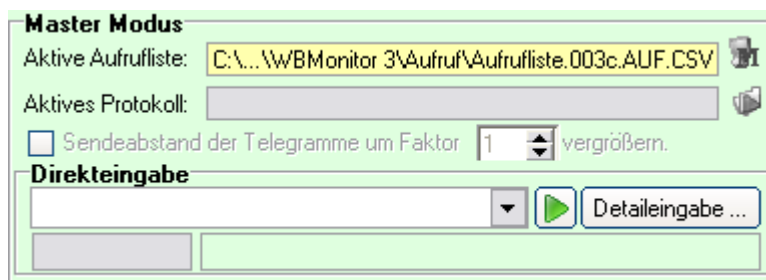 Master Modus
Aktive Aufrufliste: C:\...\WBMonitor 3\Aufruf\Aufrufliste.003c.AUF.CSV
Aktives Protokoll:
Sendeabstand der Telegramme um Faktor 1 vergrößern.
Direkteingabe
Detaileingabe ...